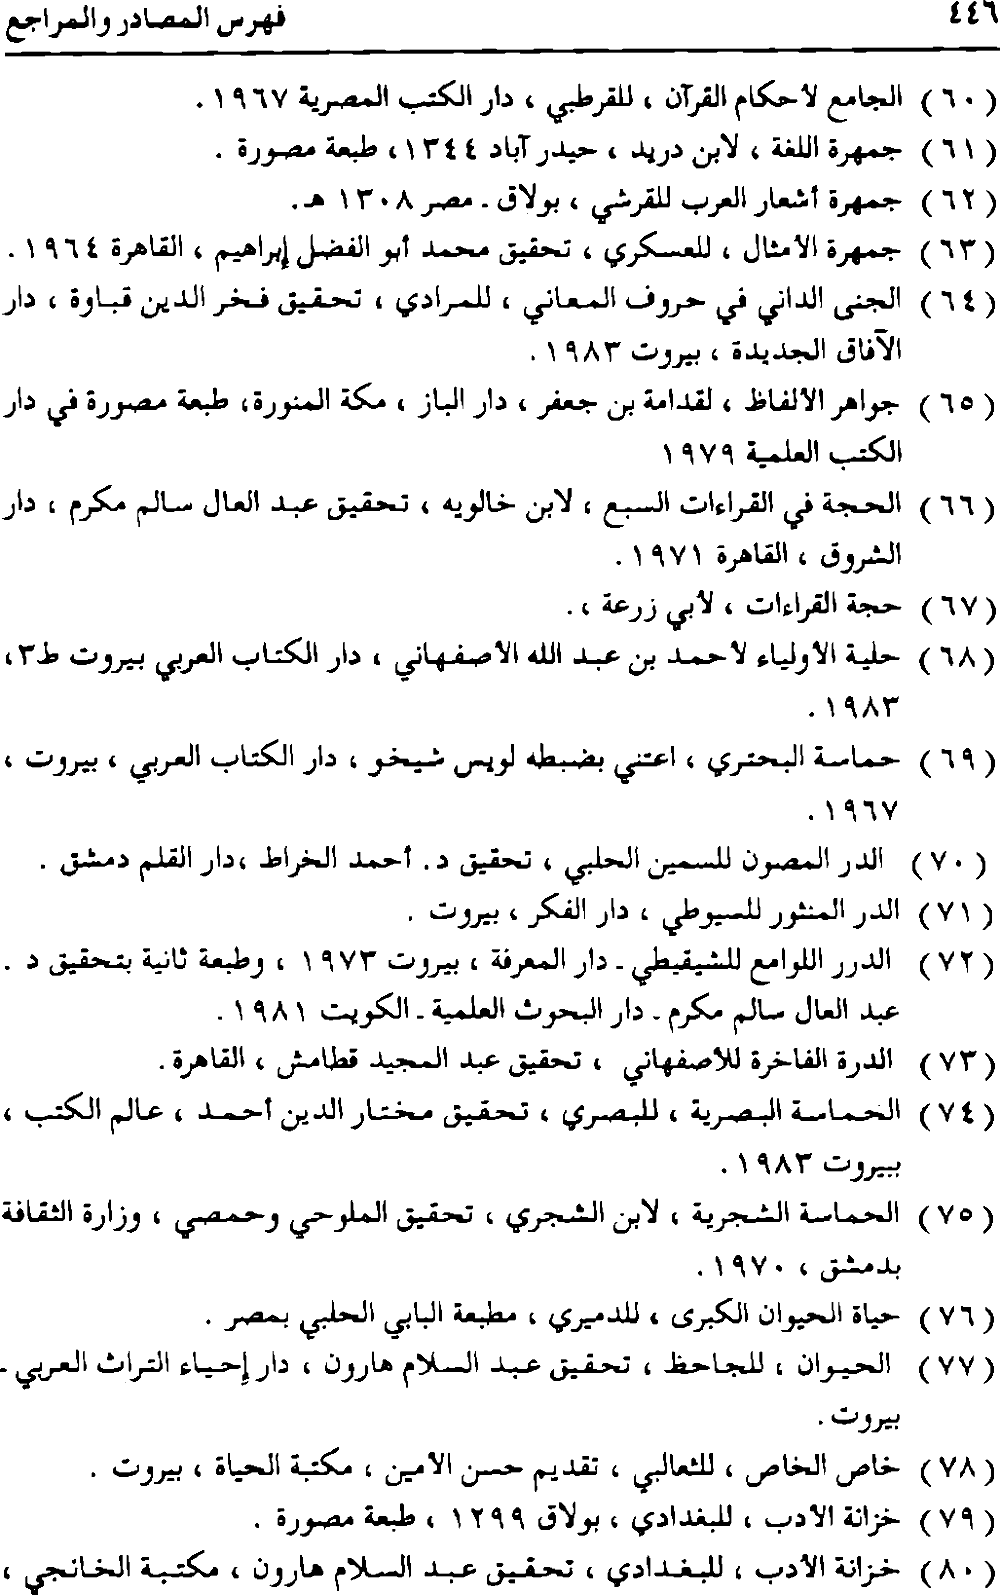 ٤٤٦ فهرس المصادر والمراجع
(٦٠) الجامع لأحكام القرآن ، للقرطبي ، دار الكتب المصرية ١٩٦٧ .
(٦١) جمهرة اللغة ، لابن دريد ، حيدر آباد ١٣٤٤، طبعة مصورة .
(٦٢) جمهرة أشعار العرب للقرشي ، بولاق ـ مصر ١٣٠٨ هـ.
(٦٣) جمهرة الأمثال ، للعسكري ، تحقيق محمد أبو الفضل إبراهيم ، القاهرة ١٩٦٤ .
(٦٤) الجنى الداني في حروف المعاني ، للمرادي ، تحقيق فخر الدين قباوة ، دار
الآفاق الجديدة ، بيروت ١٩٨٣ .
(٦٥) جواهر الألفاظ ، لقدامة بن جعفر ، دار الباز ، مكة المنورة، طبعة مصورة في دار
الكتب العلمية ١٩٧٩
(٦٦) الحجة في القراءات السبع ، لابن خالويه ، تحقيق عبد العال سالم مكرم ، دار
الشروق ، القاهرة ١٩٧١ .
(٦٧) حجة القراءات ، لأبي زرعة ، .
(٦٨) حلية الأولياء لأحمد بن عبد الله الأصفهاني ، دار الكتاب العربي بيروت ط٣،
١٩٨٣ .
(٦٩) حماسة البحتري ، اعتني بضبطه لويس شيخو ، دار الكتاب العربي ، بيروت ،
١٩٦٧ .
(٧٠) الدر المصون للسمين الحلبي ، تحقيق د. أحمد الخراط ،دار القلم دمشق .
(٧١) الدر المنثور للسيوطي ، دار الفكر ، بيروت .
(٧٢) الدرر اللوامع للشيقيطي ـ دار المعرفة ، بيروت ١٩٧٣ ، وطبعة ثانية بتحقيق د .
عبد العال سالم مكرم ـ دار البحوث العلمية ـ الكويت ١٩٨١ .
(٧٣) الدرة الفاخرة للأصفهاني ، تحقيق عبد المجيد قطامش ، القاهرة.
(٧٤) الحماسة البصرية ، للبصري ، تحقيق مختار الدين أحمد ، عالم الكتب ،
ببيروت ١٩٨٣ .
(٧٥) الحماسة الشجرية ، لابن الشجري ، تحقيق الملوحي وحمصي ، وزارة الثقافة
بدمشق ، ١٩٧٠ .
(٧٦) حياة الحيوان الكبرى ، للدميري ، مطبعة البابي الحلبي بمصر .
(٧٧) الحيوان ، للجاحظ ، تحقيق عبد السلام هارون ، دار إحياء التراث العربي ـ
بيروت .
(٧٨) خاص الخاص ، للثعالبي ، تقديم حسن الأمين ، مكتبة الحياة ، بيروت .
(٧٩) خزانة الأدب ، للبغدادي ، بولاق ١٢٩٩ ، طبعة مصورة .
(٨٠) خزانة الأدب ، للبغدادي ، تحقيق عبد السلام هارون ، مكتبة الخانجي ،